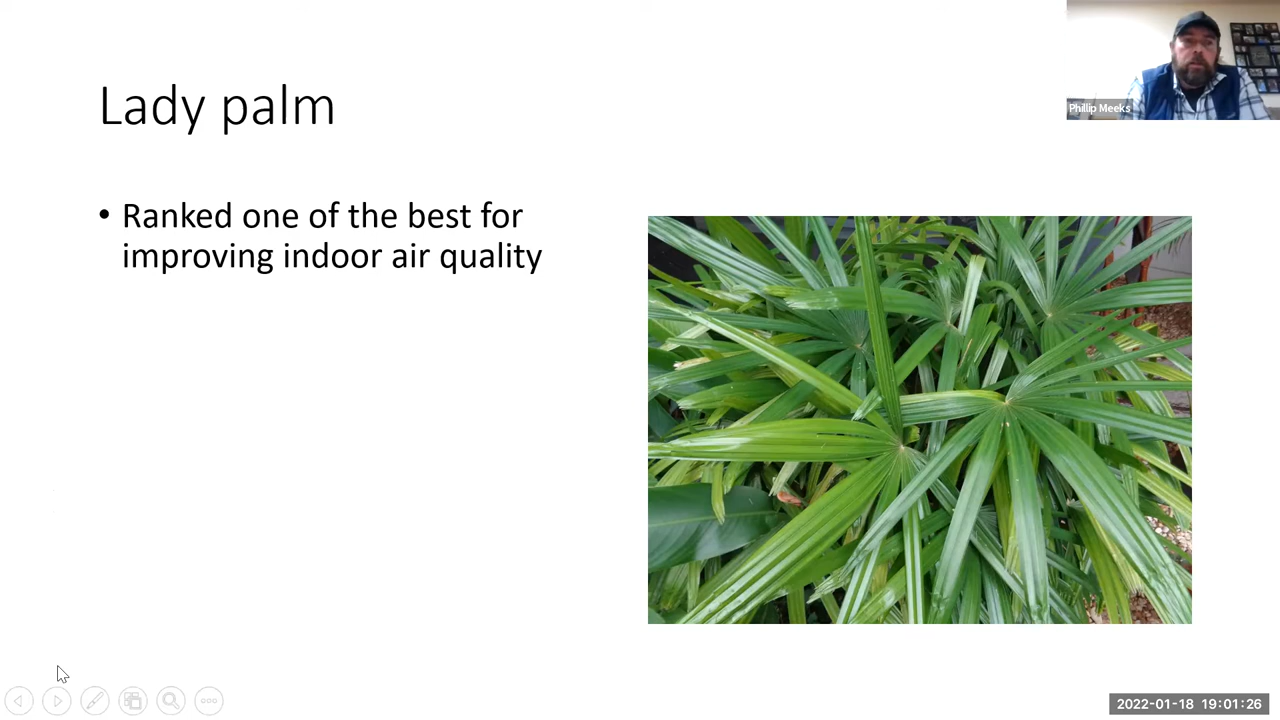 Phillip Meeks
Lady palm
• Ranked one of the best for
improving indoor air quality
2022-01-18 19:01:26